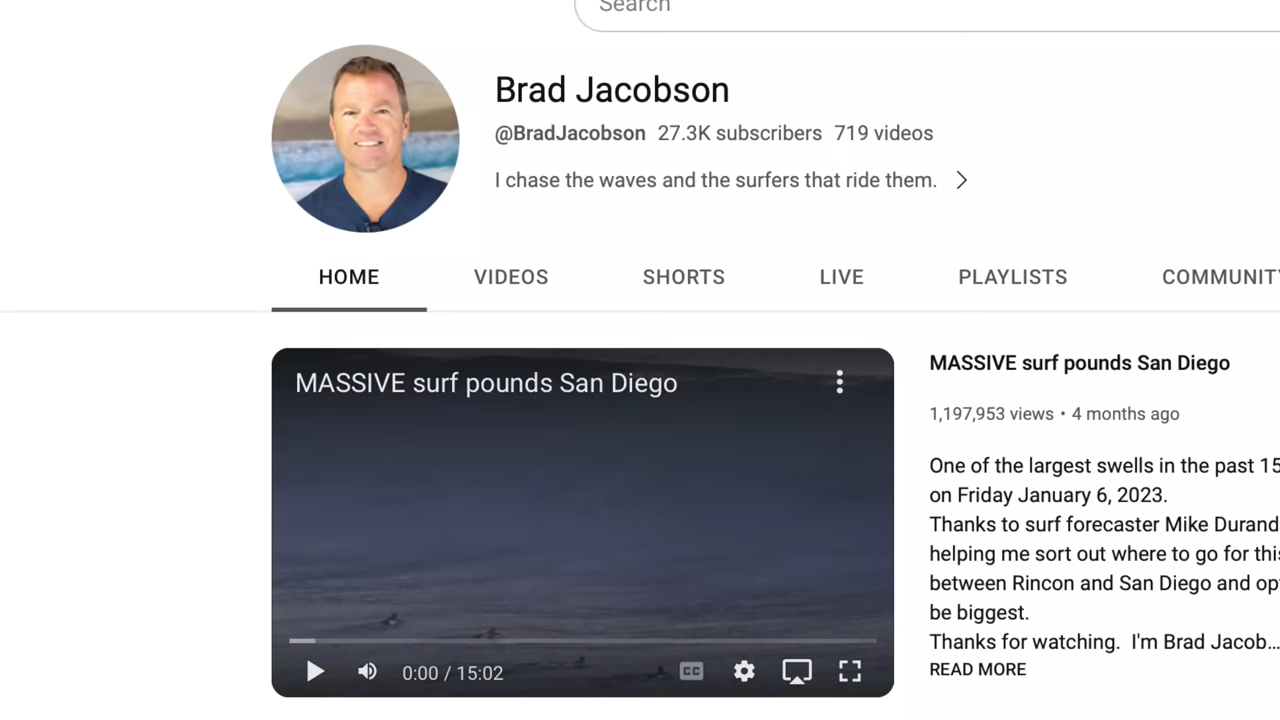 Search
Brad Jacobson
@BradJacobson 27.3K subscribers 719 videos
I chase the waves and the surfers that ride them.
HOME VIDEOS SHORTS LIVE PLAYLISTS COMMUNITY
MASSIVE surf pounds San Diego
MASSIVE surf pounds San Diego
1,197,953 views • 4 months ago
One of the largest swells in the past 15
on Friday January 6, 2023.
Thanks to surf forecaster Mike Durand
helping me sort out where to go for this
between Rincon and San Diego and
be biggest.
Thanks for watching. I'm Brad Jacob...
READ MORE
0:00 / 15:02 CC